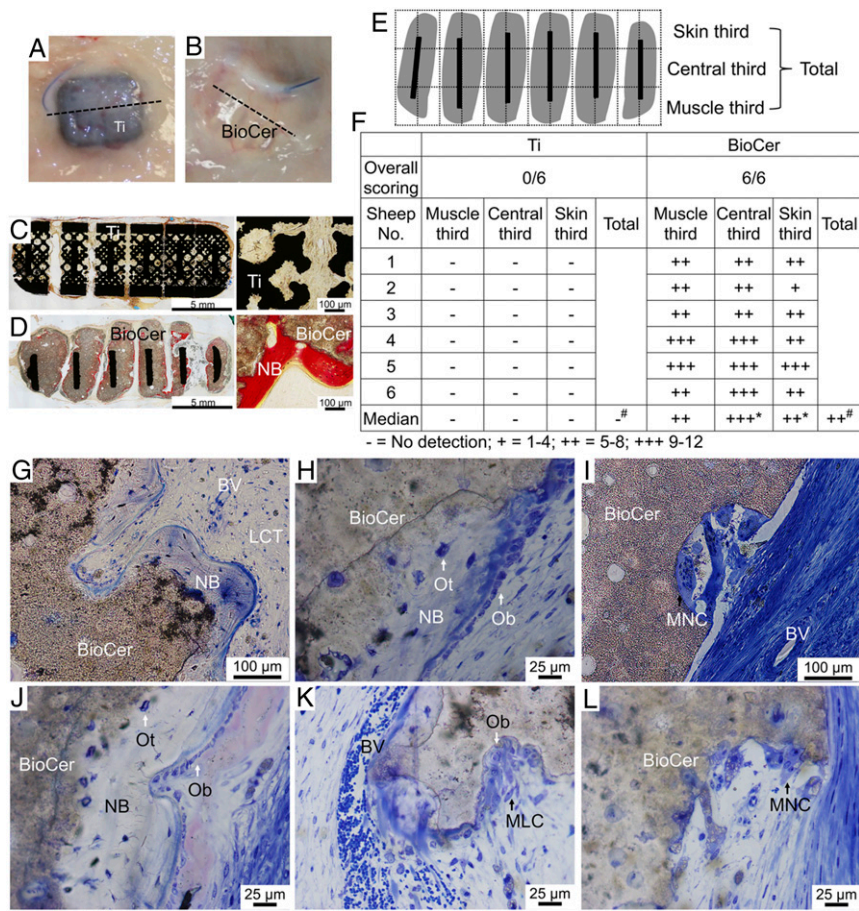 A
Ti
B
BioCer
E
Skin third
Central third
Muscle third
Total
C
Ti
5 mm
Ti
100 µm
D
BioCer
5 mm
BioCer
NB
100 µm
F
Ti BioCer
Overall scoring 0/6 6/6
Sheep No. Muscle third Central third Skin third Total Muscle third Central third Skin third Total
1 - - - ++ ++ ++
2 - - - ++ ++ +
3 - - - ++ ++ ++
4 - - - +++ +++ ++
5 - - - +++ +++ +++
6 - - - ++ +++ ++
Median - - - -# ++ +++* ++* ++#
- = No detection; + = 1-4; ++ = 5-8; +++ 9-12
G
BV
LCT
NB
BioCer
100 µm
H
BioCer
Ot
NB
Ob
25 µm
I
BioCer
MNC
BV
100 µm
J
Ot
BioCer
Ob
NB
25 µm
K
Ob
BV
MLC
25 µm
L
BioCer
MNC
25 µm